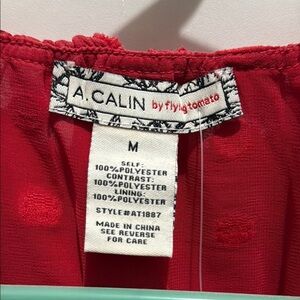 A.CALIN by flying tomato
M
SELF:
100%POLYESTER
CONTRAST:
100%POLYESTER
LINING:
100%POLYESTER
STYLE#AT1887
MADE IN CHINA
SEE REVERSE
FOR CARE